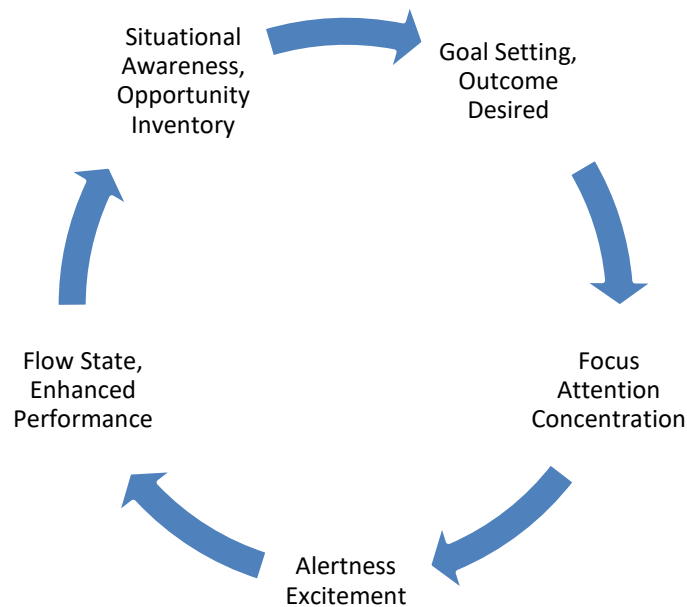 Situational
Awareness,
Opportunity
Inventory
Goal Setting,
Outcome
Desired
Focus
Attention
Concentration
Alertness
Excitement
Flow State,
Enhanced
Performance